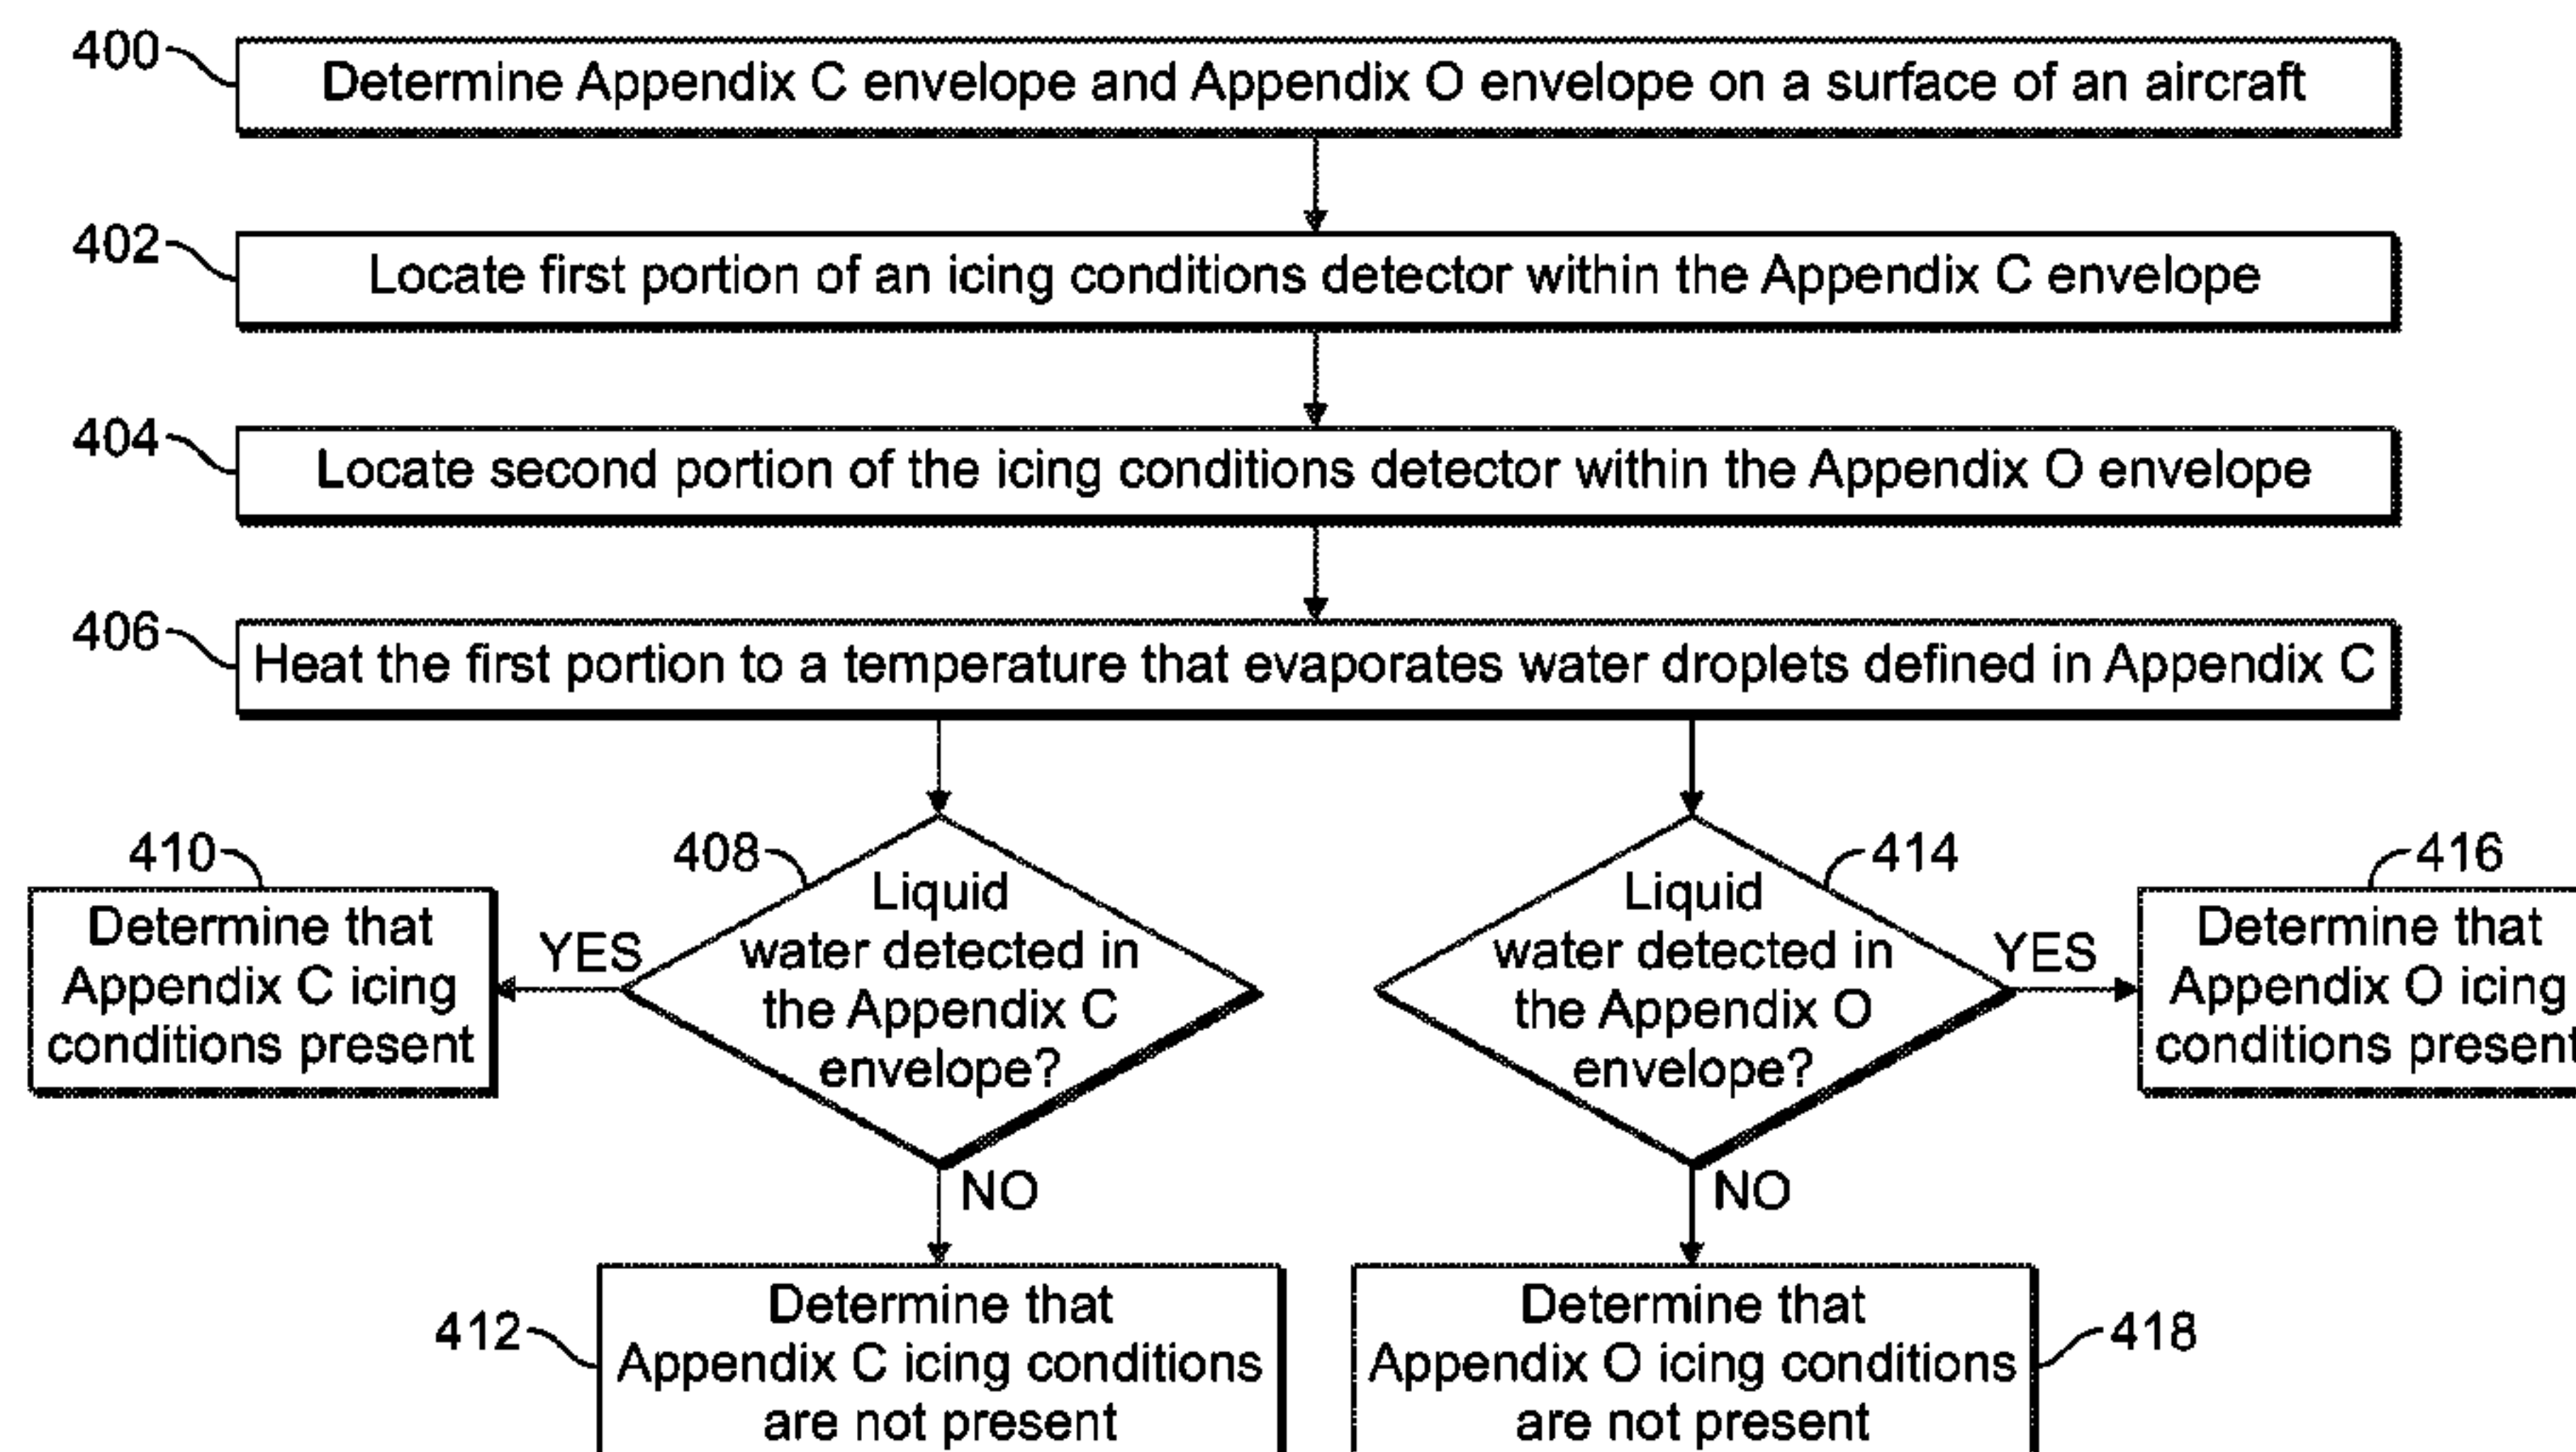 400
Determine Appendix C envelope and Appendix O envelope on a surface of an aircraft
402
Locate first portion of an icing conditions detector within the Appendix C envelope
404
Locate second portion of the icing conditions detector within the Appendix O envelope
406
Heat the first portion to a temperature that evaporates water droplets defined in Appendix C
410
Determine that
Appendix C icing
conditions present
YES
408
Liquid
water detected in
the Appendix C
envelope?
NO
414
Liquid
water detected in
the Appendix O
envelope?
NO
YES
416
Determine that
Appendix O icing
conditions present
412
Determine that
Appendix C icing conditions
are not present
Determine that
Appendix O icing conditions
are not present
418